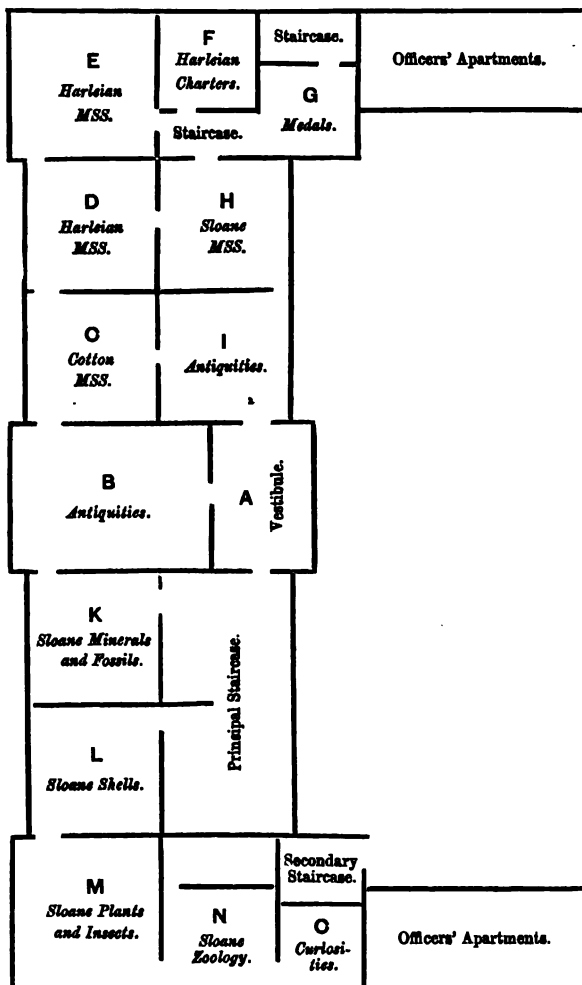 E
Harleian
MSS.
F
Harleian
Charters.
Staircase.
G
Medals.
Officers' Apartments.
Staircase.
D
Harleian
MSS.
H
Sloane
MSS.
C
Cotton
MSS.
I
Antiquities.
B
Antiquities.
A
Vestibule.
K
Sloane Minerals
and Fossils.
Principal Staircase.
L
Sloane Shells.
M
Sloane Plants
and Insects.
N
Sloane
Zoology.
Secondary
Staircase.
O
Curiosi-
ties.
Officers' Apartments.